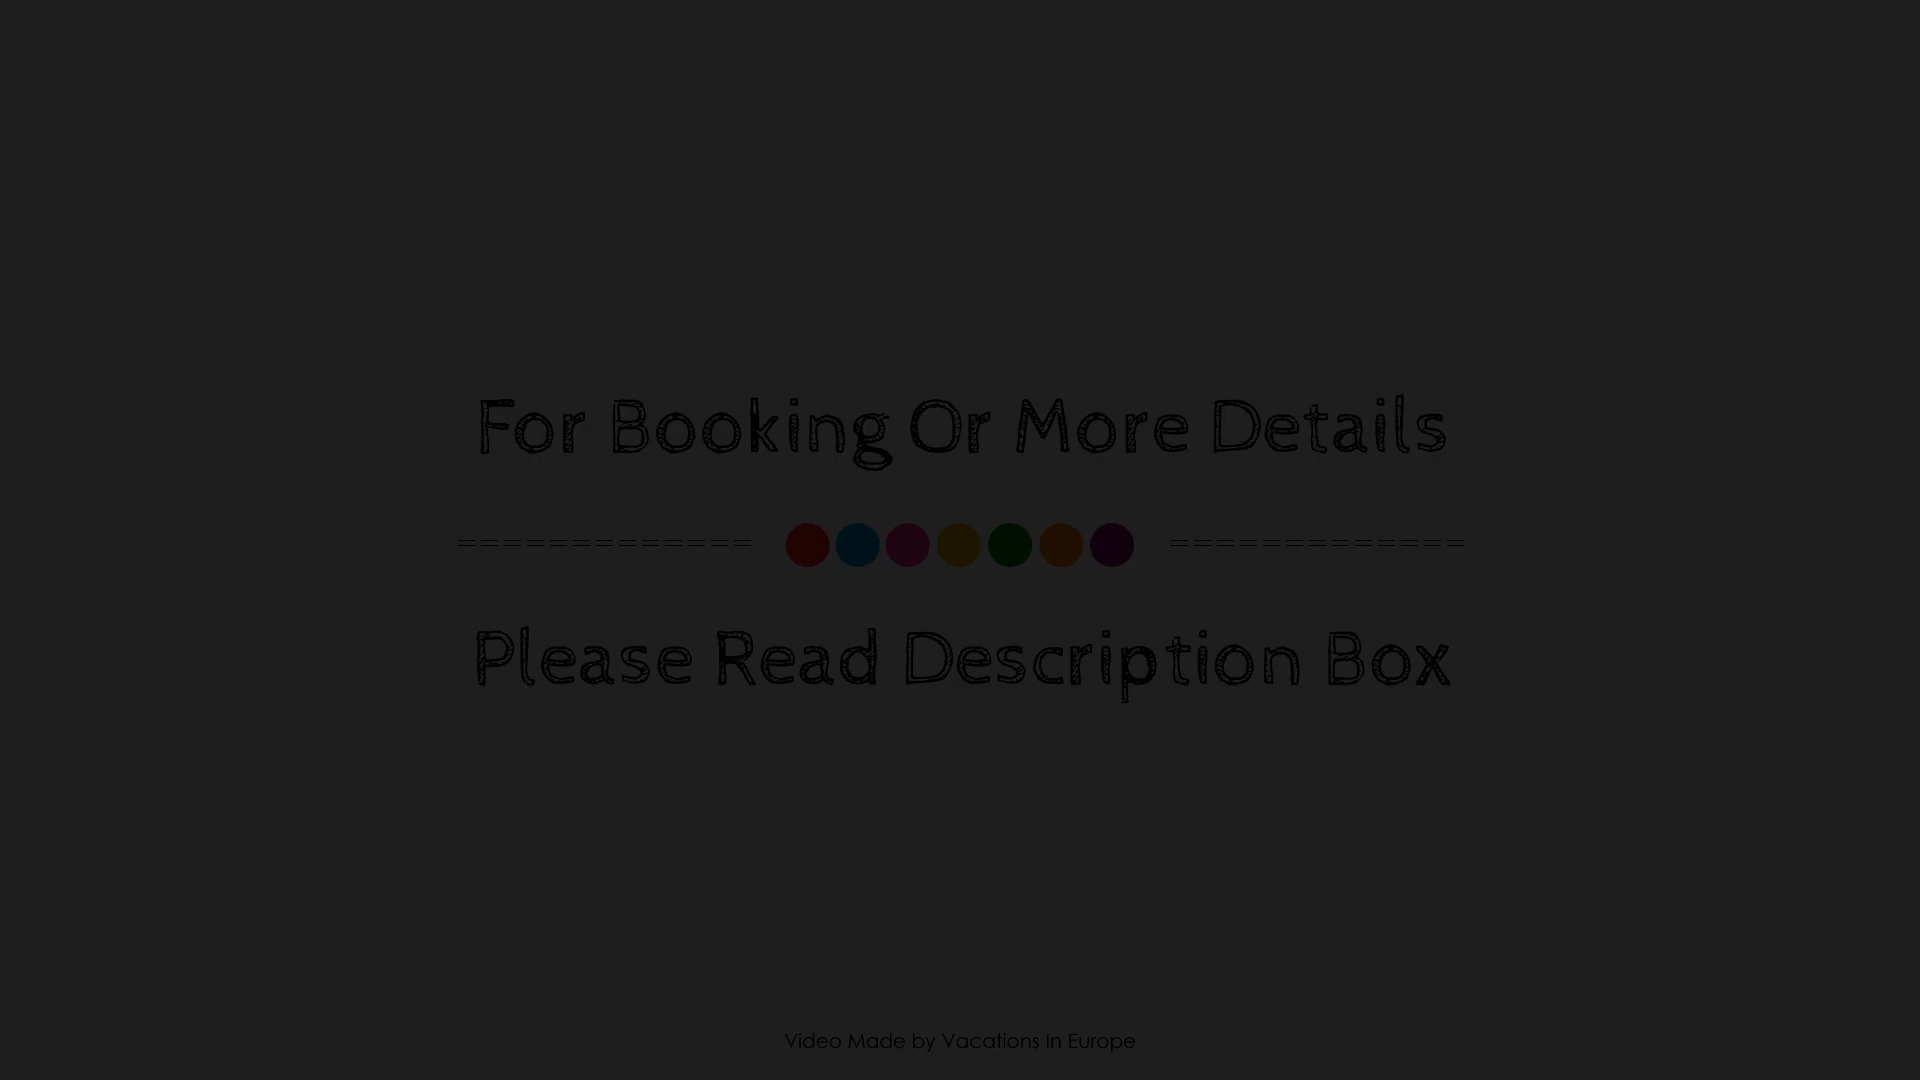 For Booking Or More Details
============= =============
Please Read Description Box
Video Made by Vacations In Europe